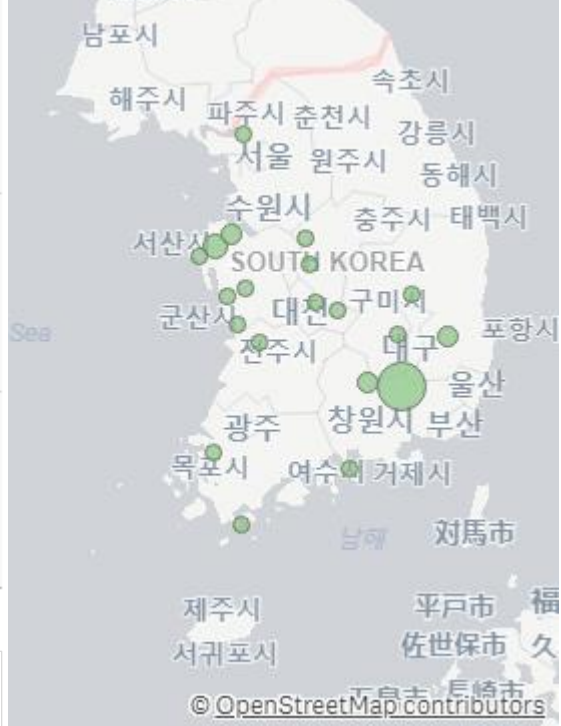 남포시
속초시
해주시
파주시 춘천시
강릉시
서울 원주시
동해시
수원시
충주시 태백시
서산시
SOUTH KOREA
군산시 대전 구미시
Sea
포항시
전주시 대구
울산
창원시 부산
광주
목포시 여수시 거제시
남해
対馬市
제주시
平戸市 福
서귀포시
佐世保市 久
長崎市
© OpenStreetMap contributors